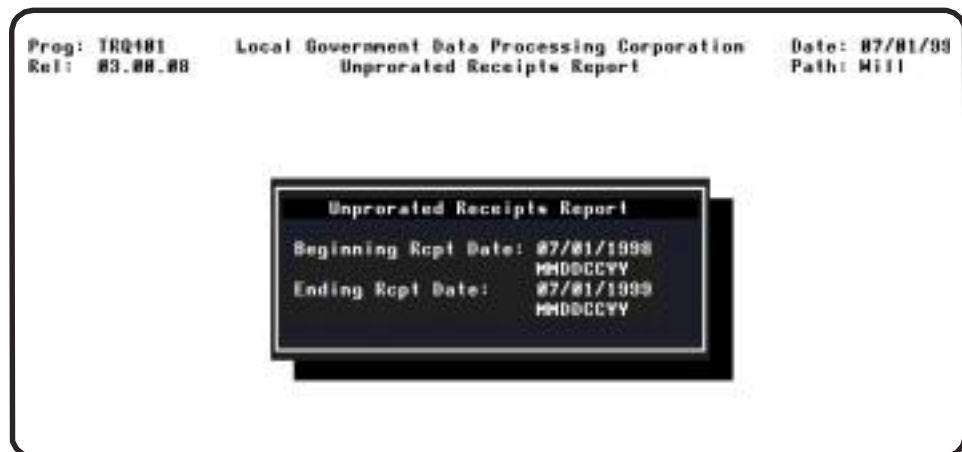 Prog: TRQ401 Local Government Data Processing Corporation Date: 07/01/99
Rel: 03.00.08 Unprorated Receipts Report Path: Will
Unprorated Receipts Report
Beginning Rcpt Date: 07/01/1998
MMDDCCYY
Ending Rcpt Date: 07/01/1999
MMDDCCYY